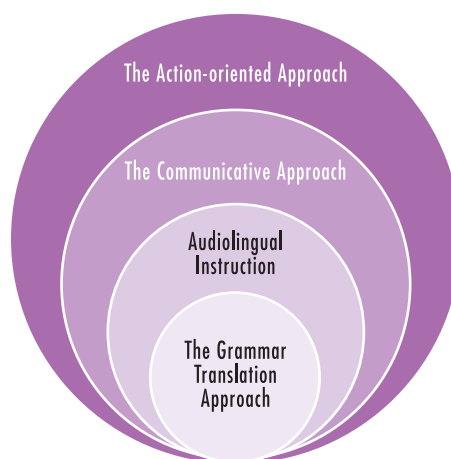 The Action-oriented Approach
The Communicative Approach
Audiolingual
Instruction
The Grammar
Translation
Approach